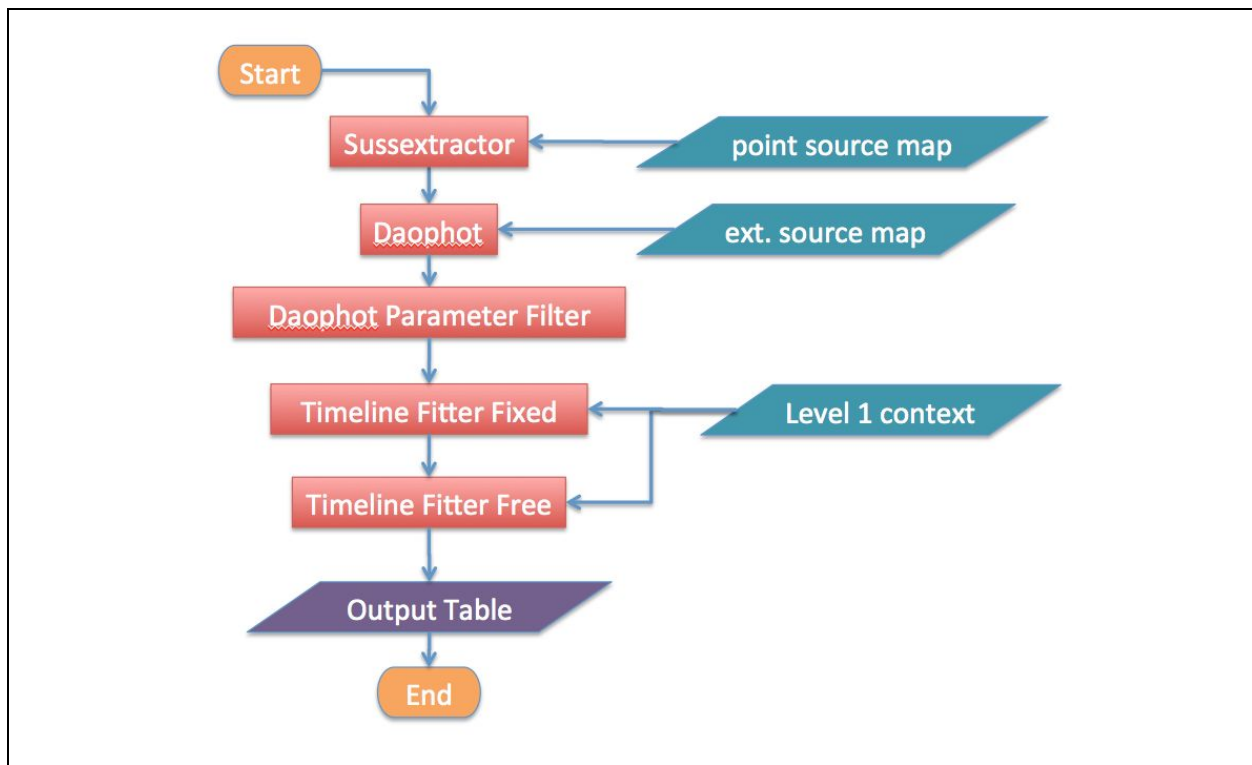 Start
Sussextractor
point source map
Daophot
ext. source map
Daophot Parameter Filter
Timeline Fitter Fixed
Level 1 context
Timeline Fitter Free
Output Table
End